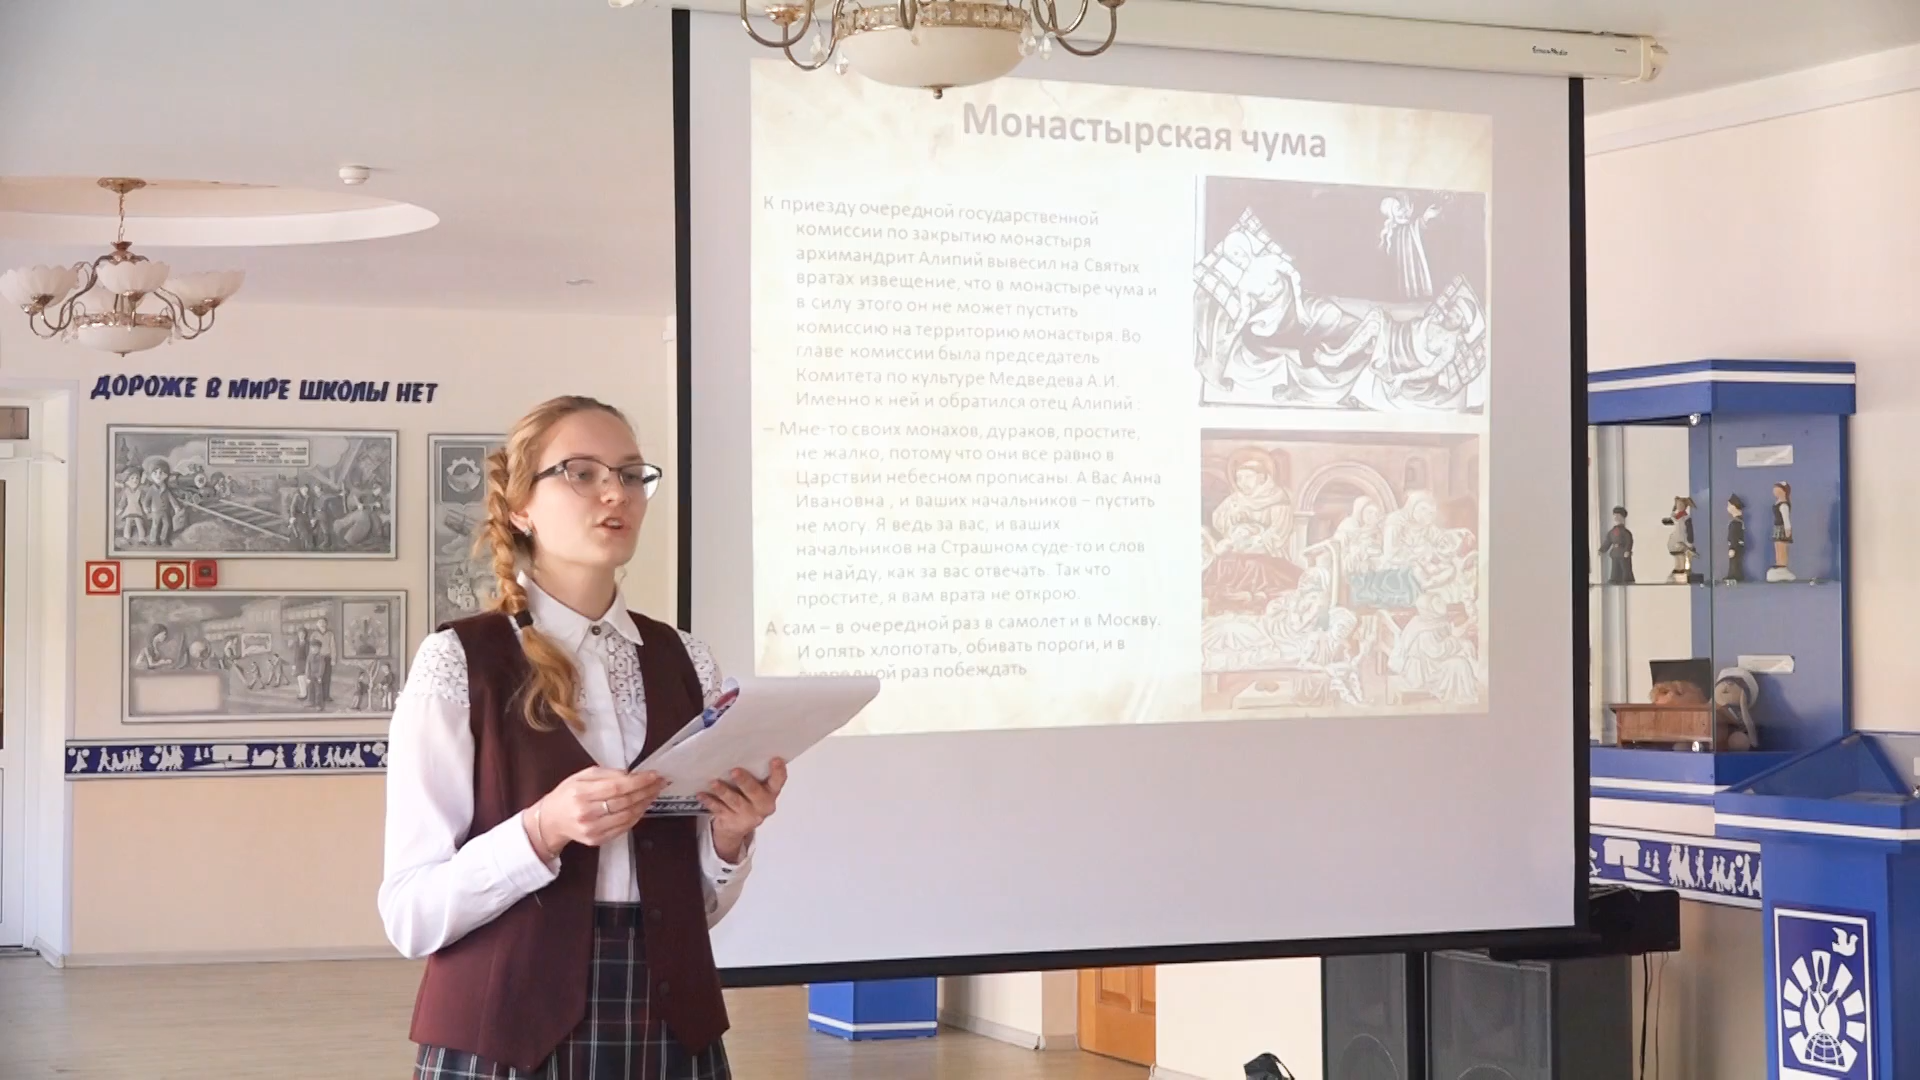 Монастырская чума
К приезду очередной государственной
комиссии по закрытию монастыря
архимандрит Алипий вывесил на Святых
вратах извещение, что в монастыре чума и
в силу этого он не может пустить
комиссию на территорию монастыря. Во
главе комиссии была председатель
Комитета по культуре Медведева А.И.
Именно к ней и обратился отец Алипий :
– Мне-то своих монахов, дураков, простите,
не жалко, потому что они все равно в
Царствии небесном прописаны. А Вас Анна
Ивановна , и ваших начальников – пустить
не могу. Я ведь за вас, и ваших
начальников на Страшном суде-то и слов
не найду, как за вас отвечать. Так что
простите, я вам врата не открою.
А сам – в очередной раз в самолет и в Москву.
И опять хлопотать, обивать пороги, и в
очередной раз побеждать
ДОРОЖЕ В МИРЕ ШКОЛЫ НЕТ